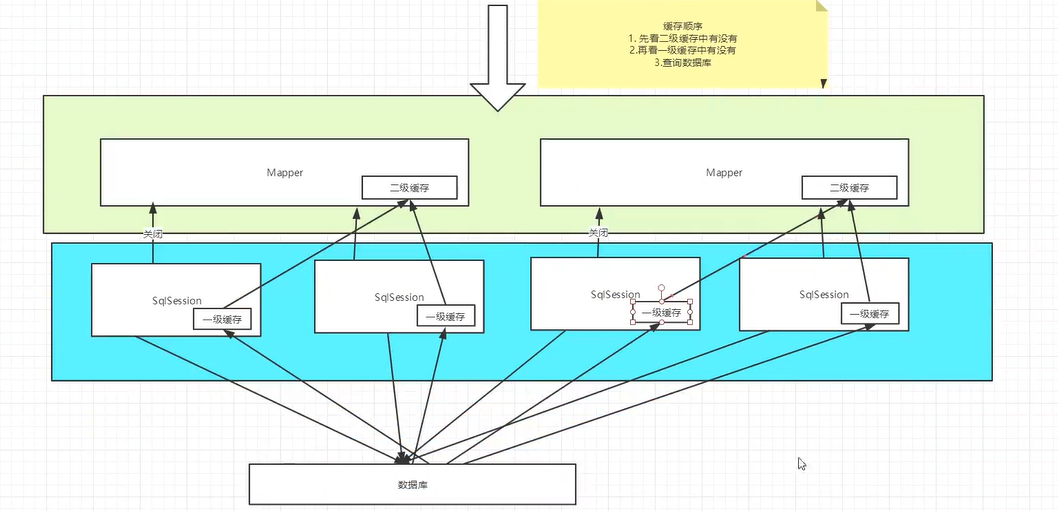 缓存顺序
1. 先看二级缓存中有没有
2.再看一级缓存中有没有
3.查询数据库
Mapper
二级缓存
Mapper
二级缓存
关闭
关闭
SqlSession
一级缓存
SqlSession
一级缓存
SqlSession
一级缓存
SqlSession
一级缓存
数据库